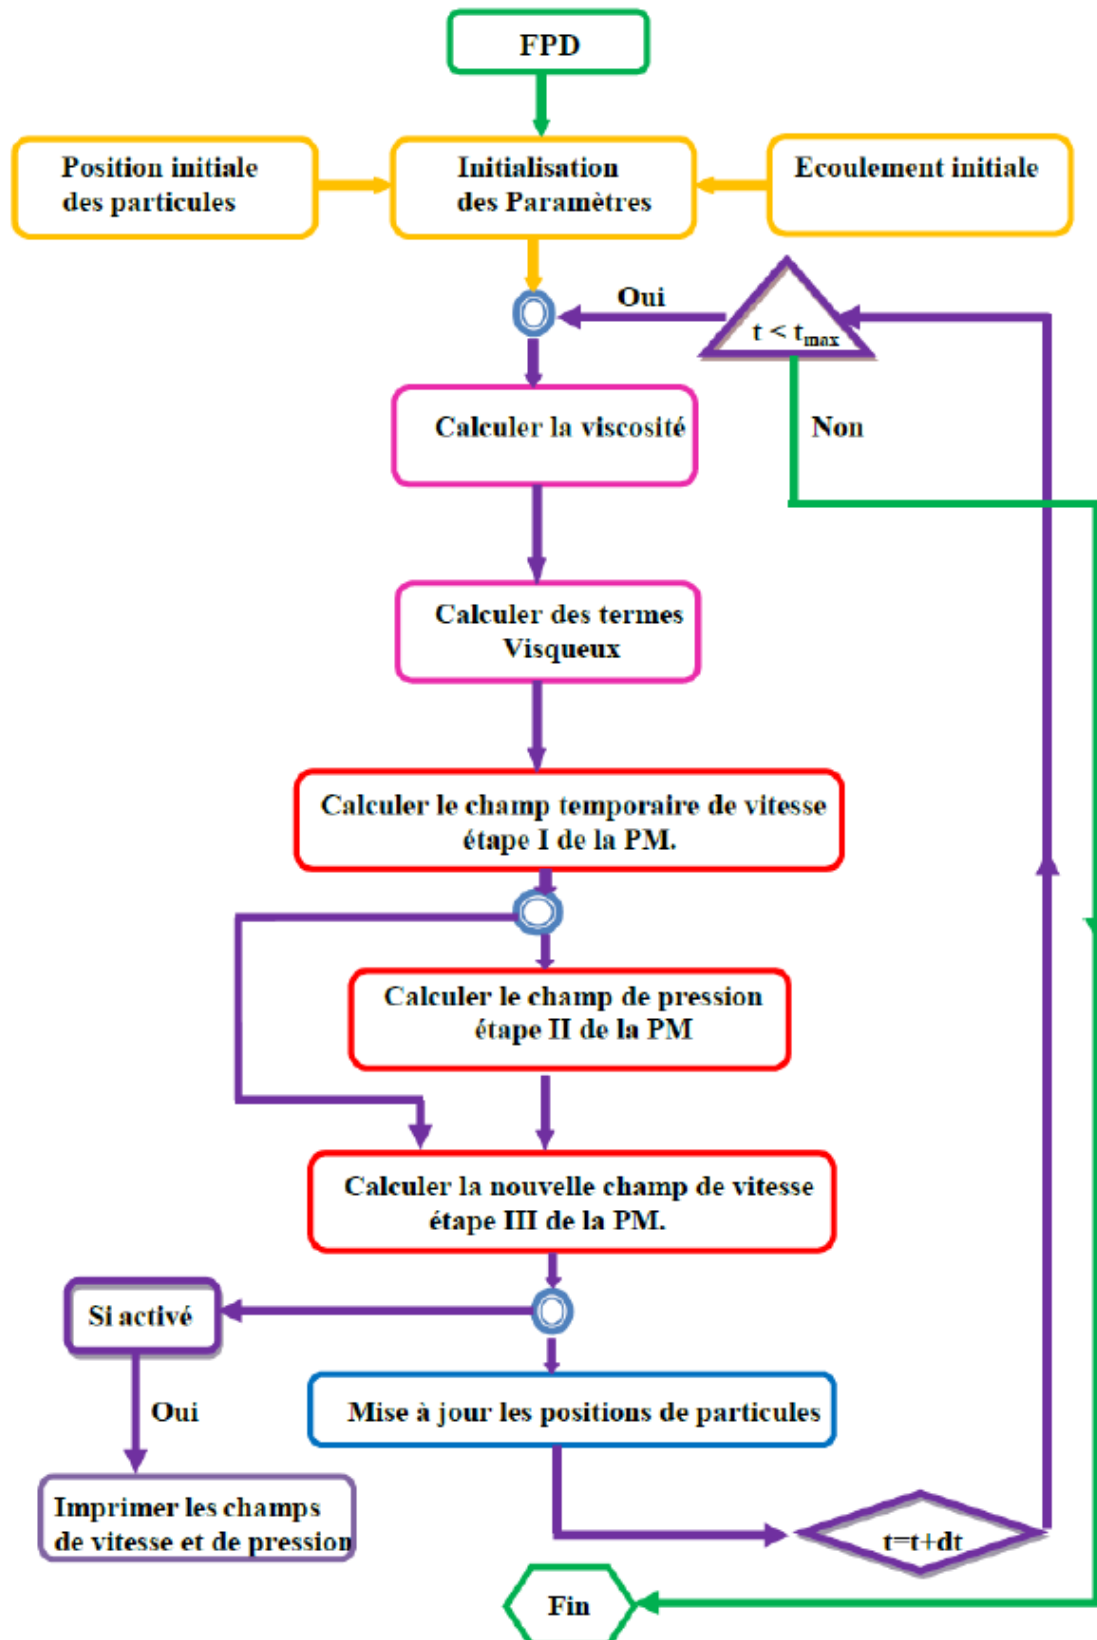 FPD
Position initiale
des particules
Initialisation
des Paramètres
Ecoulement initiale
Oui
t < tmax
Calculer la viscosité
Non
Calculer des termes
Visqueux
Calculer le champ temporaire de vitesse
étape I de la PM.
Calculer le champ de pression
étape II de la PM
Calculer la nouvelle champ de vitesse
étape III de la PM.
Si activé
Oui
Mise à jour les positions de particules
Imprimer les champs
de vitesse et de pression
t=t+dt
Fin